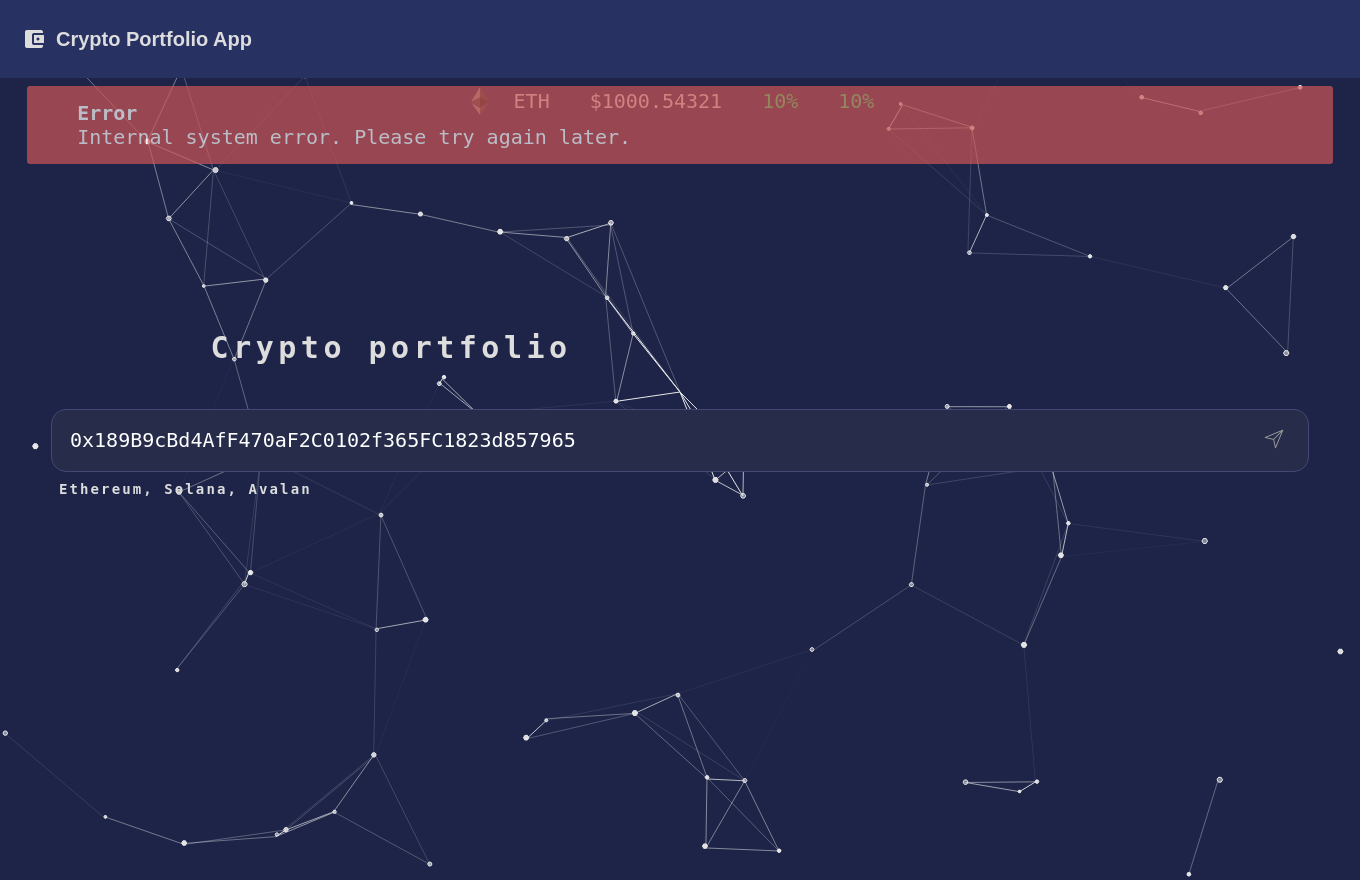 Crypto Portfolio App
ETH $1000.54321 10% 10%
Error
Internal system error. Please try again later.
Crypto portfolio
0x189B9cBd4AfF470aF2C0102f365FC1823d857965
Ethereum, Solana, Avalan